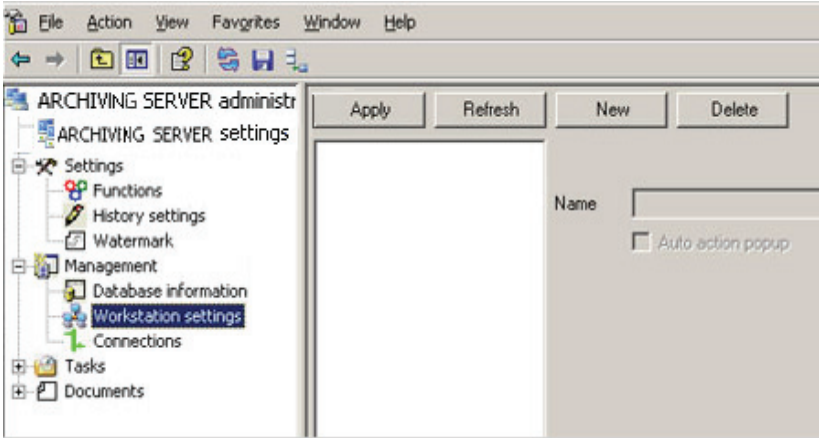 File Action View Favorites Window Help
ARCHIVING SERVER administr
ARCHIVING SERVER settings
Settings
Functions
History settings
Watermark
Management
Database information
Workstation settings
Connections
Tasks
Documents
Apply Refresh New Delete
Name
Auto action popup